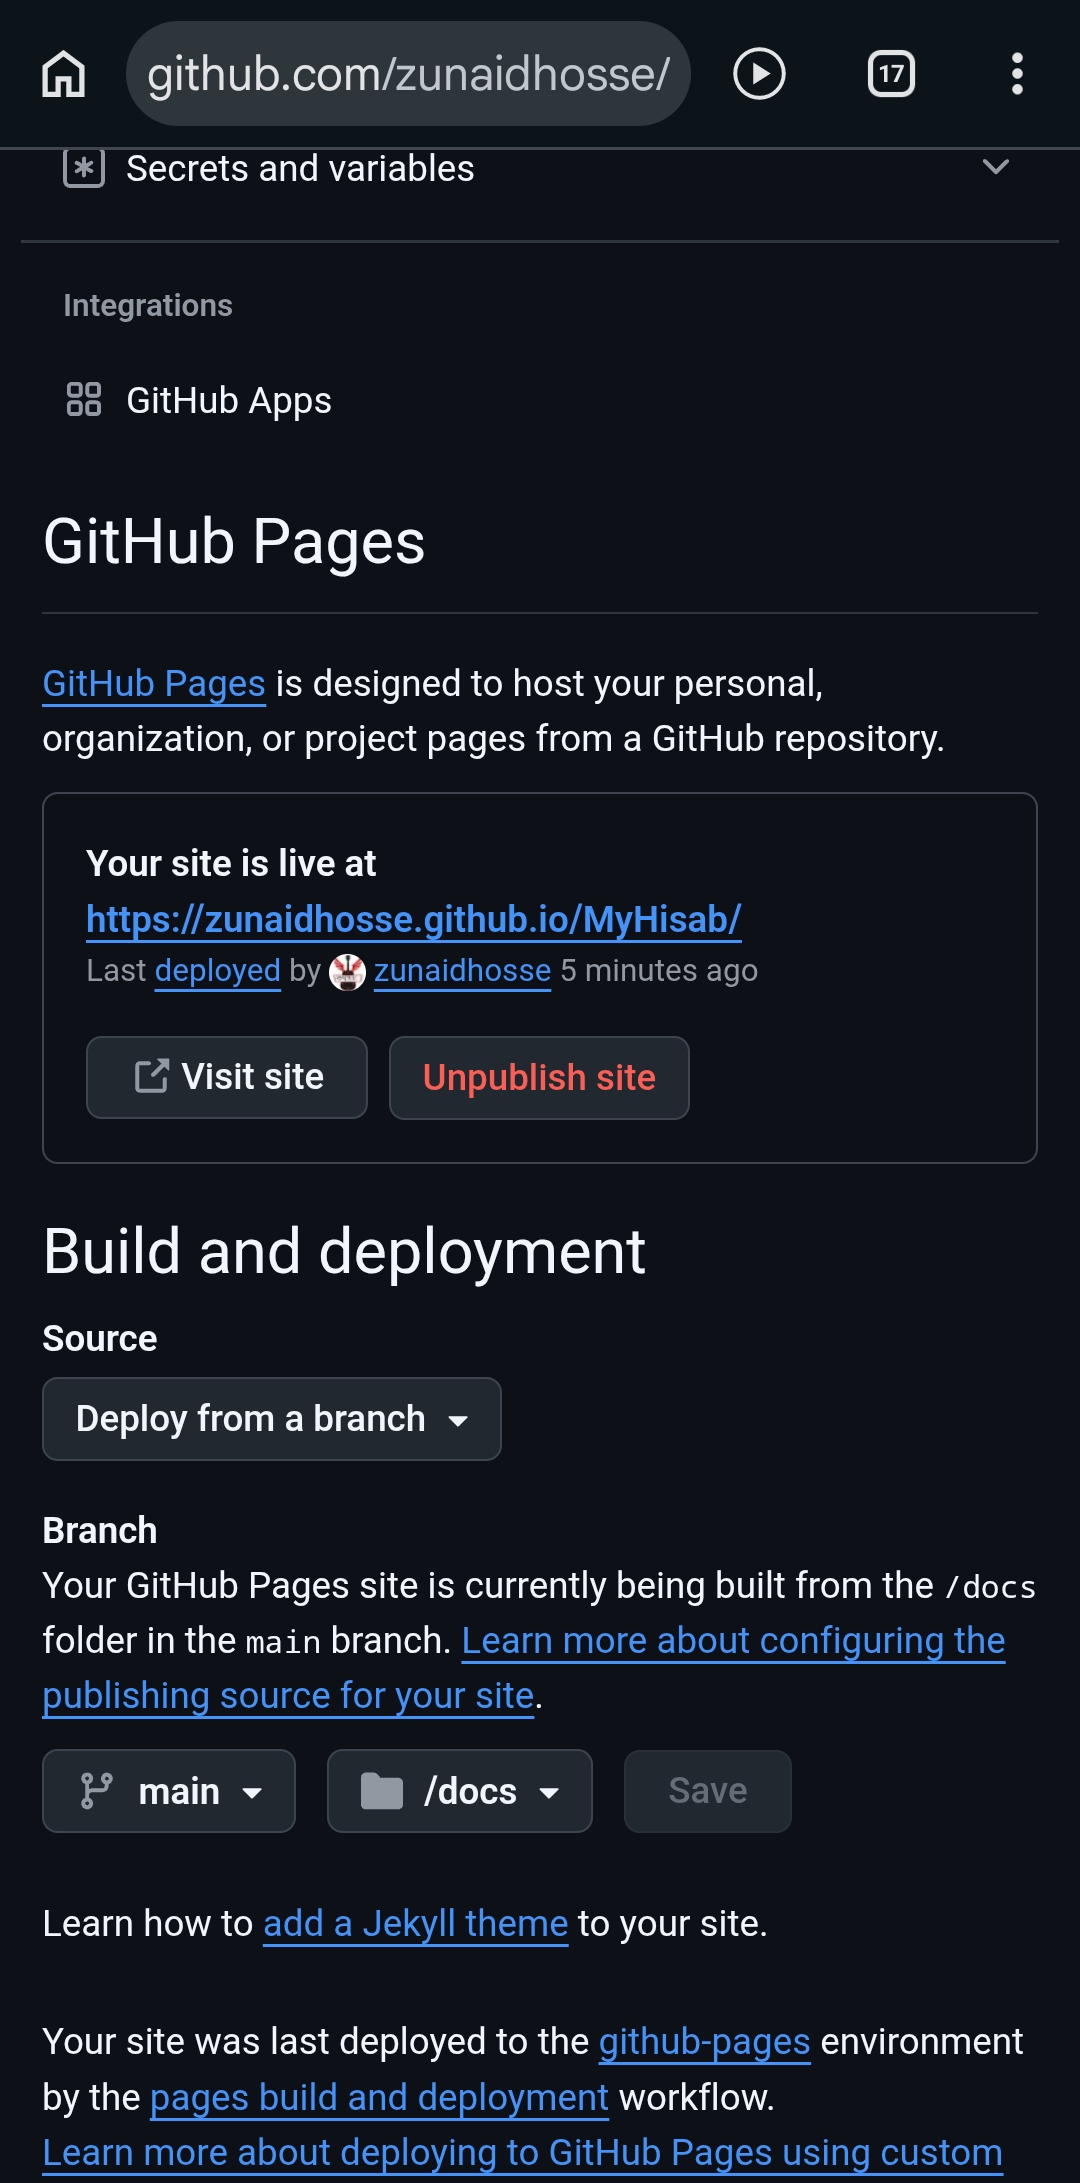 github.com/zunaidhosse/
17
Secrets and variables
Integrations
GitHub Apps
GitHub Pages
GitHub Pages is designed to host your personal,
organization, or project pages from a GitHub repository.
Your site is live at
https://zunaidhosse.github.io/MyHisab/
Last deployed by zunaidhosse 5 minutes ago
Visit site
Unpublish site
Build and deployment
Source
Deploy from a branch
Branch
Your GitHub Pages site is currently being built from the /docs
folder in the main branch. Learn more about configuring the
publishing source for your site.
main
/docs
Save
Learn how to add a Jekyll theme to your site.
Your site was last deployed to the github-pages environment
by the pages build and deployment workflow.
Learn more about deploying to GitHub Pages using custom